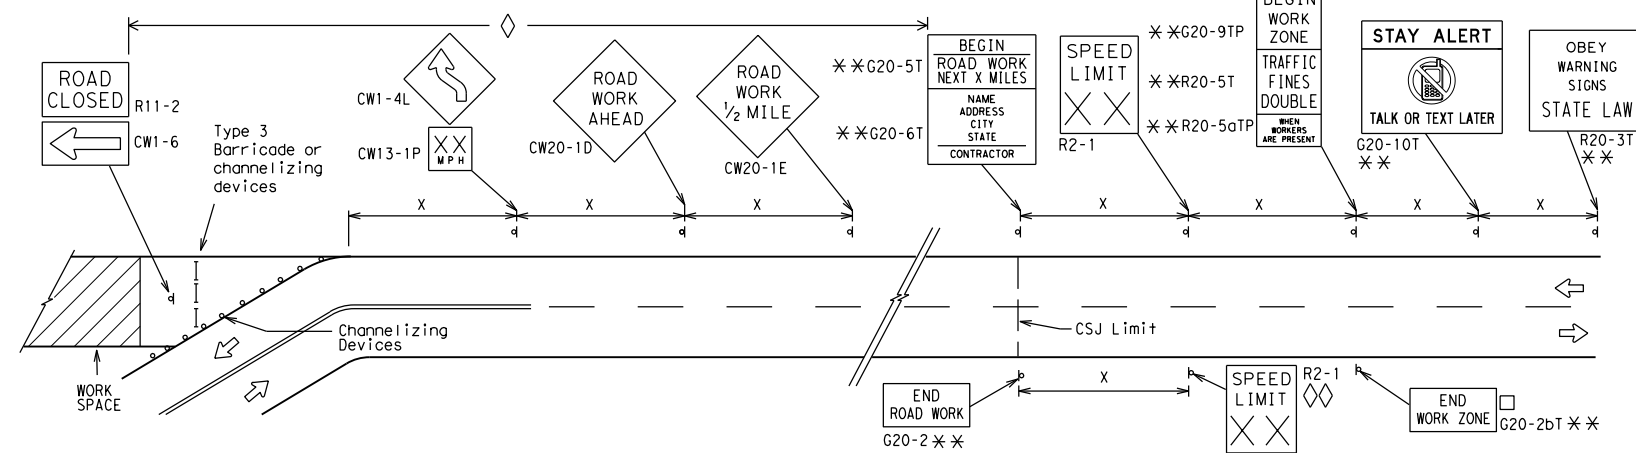 ROAD
CLOSED
R11-2
CW1-6
Type 3
Barricade or
channelizing
devices
CW1-4L
CW13-1P
XX
MPH
ROAD
WORK
AHEAD
CW20-1D
ROAD
WORK
1/2 MILE
CW20-1E
**G20-5T
**G20-6T
BEGIN
ROAD WORK
NEXT X MILES
NAME
ADDRESS
CITY
STATE
CONTRACTOR
SPEED
LIMIT
XX
R2-1
**G20-9TP
**R20-5T
**R20-5aTP
BEGIN
WORK
ZONE
TRAFFIC
FINES
DOUBLE
WHEN
WORKERS
ARE PRESENT
STAY ALERT
TALK OR TEXT LATER
G20-10T
**
OBEY
WARNING
SIGNS
STATE LAW
R20-3T
**
X
X
X
X
X
X
X
Channelizing
Devices
CSJ Limit
WORK
SPACE
END
ROAD WORK
G20-2 **
X
SPEED
LIMIT
XX
R2-1
END
WORK ZONE
G20-2bT **